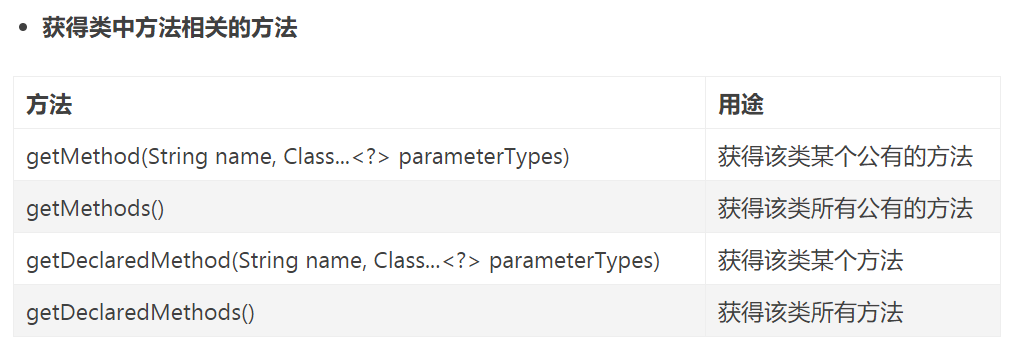 获得类中方法相关的方法
方法 用途
getMethod(String name, Class...<?> parameterTypes) 获得该类某个公有的方法
getMethods() 获得该类所有公有的方法
getDeclaredMethod(String name, Class...<?> parameterTypes) 获得该类某个方法
getDeclaredMethods() 获得该类所有方法